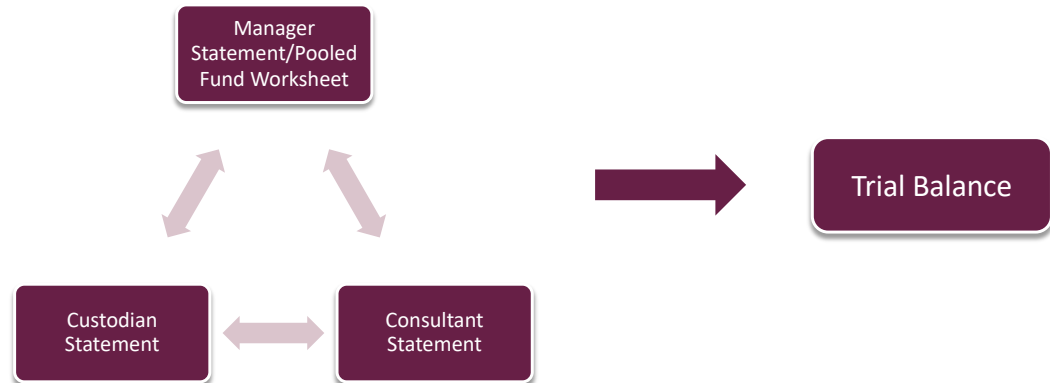 Manager
Statement/Pooled
Fund Worksheet
Trial Balance
Custodian
Statement
Consultant
Statement